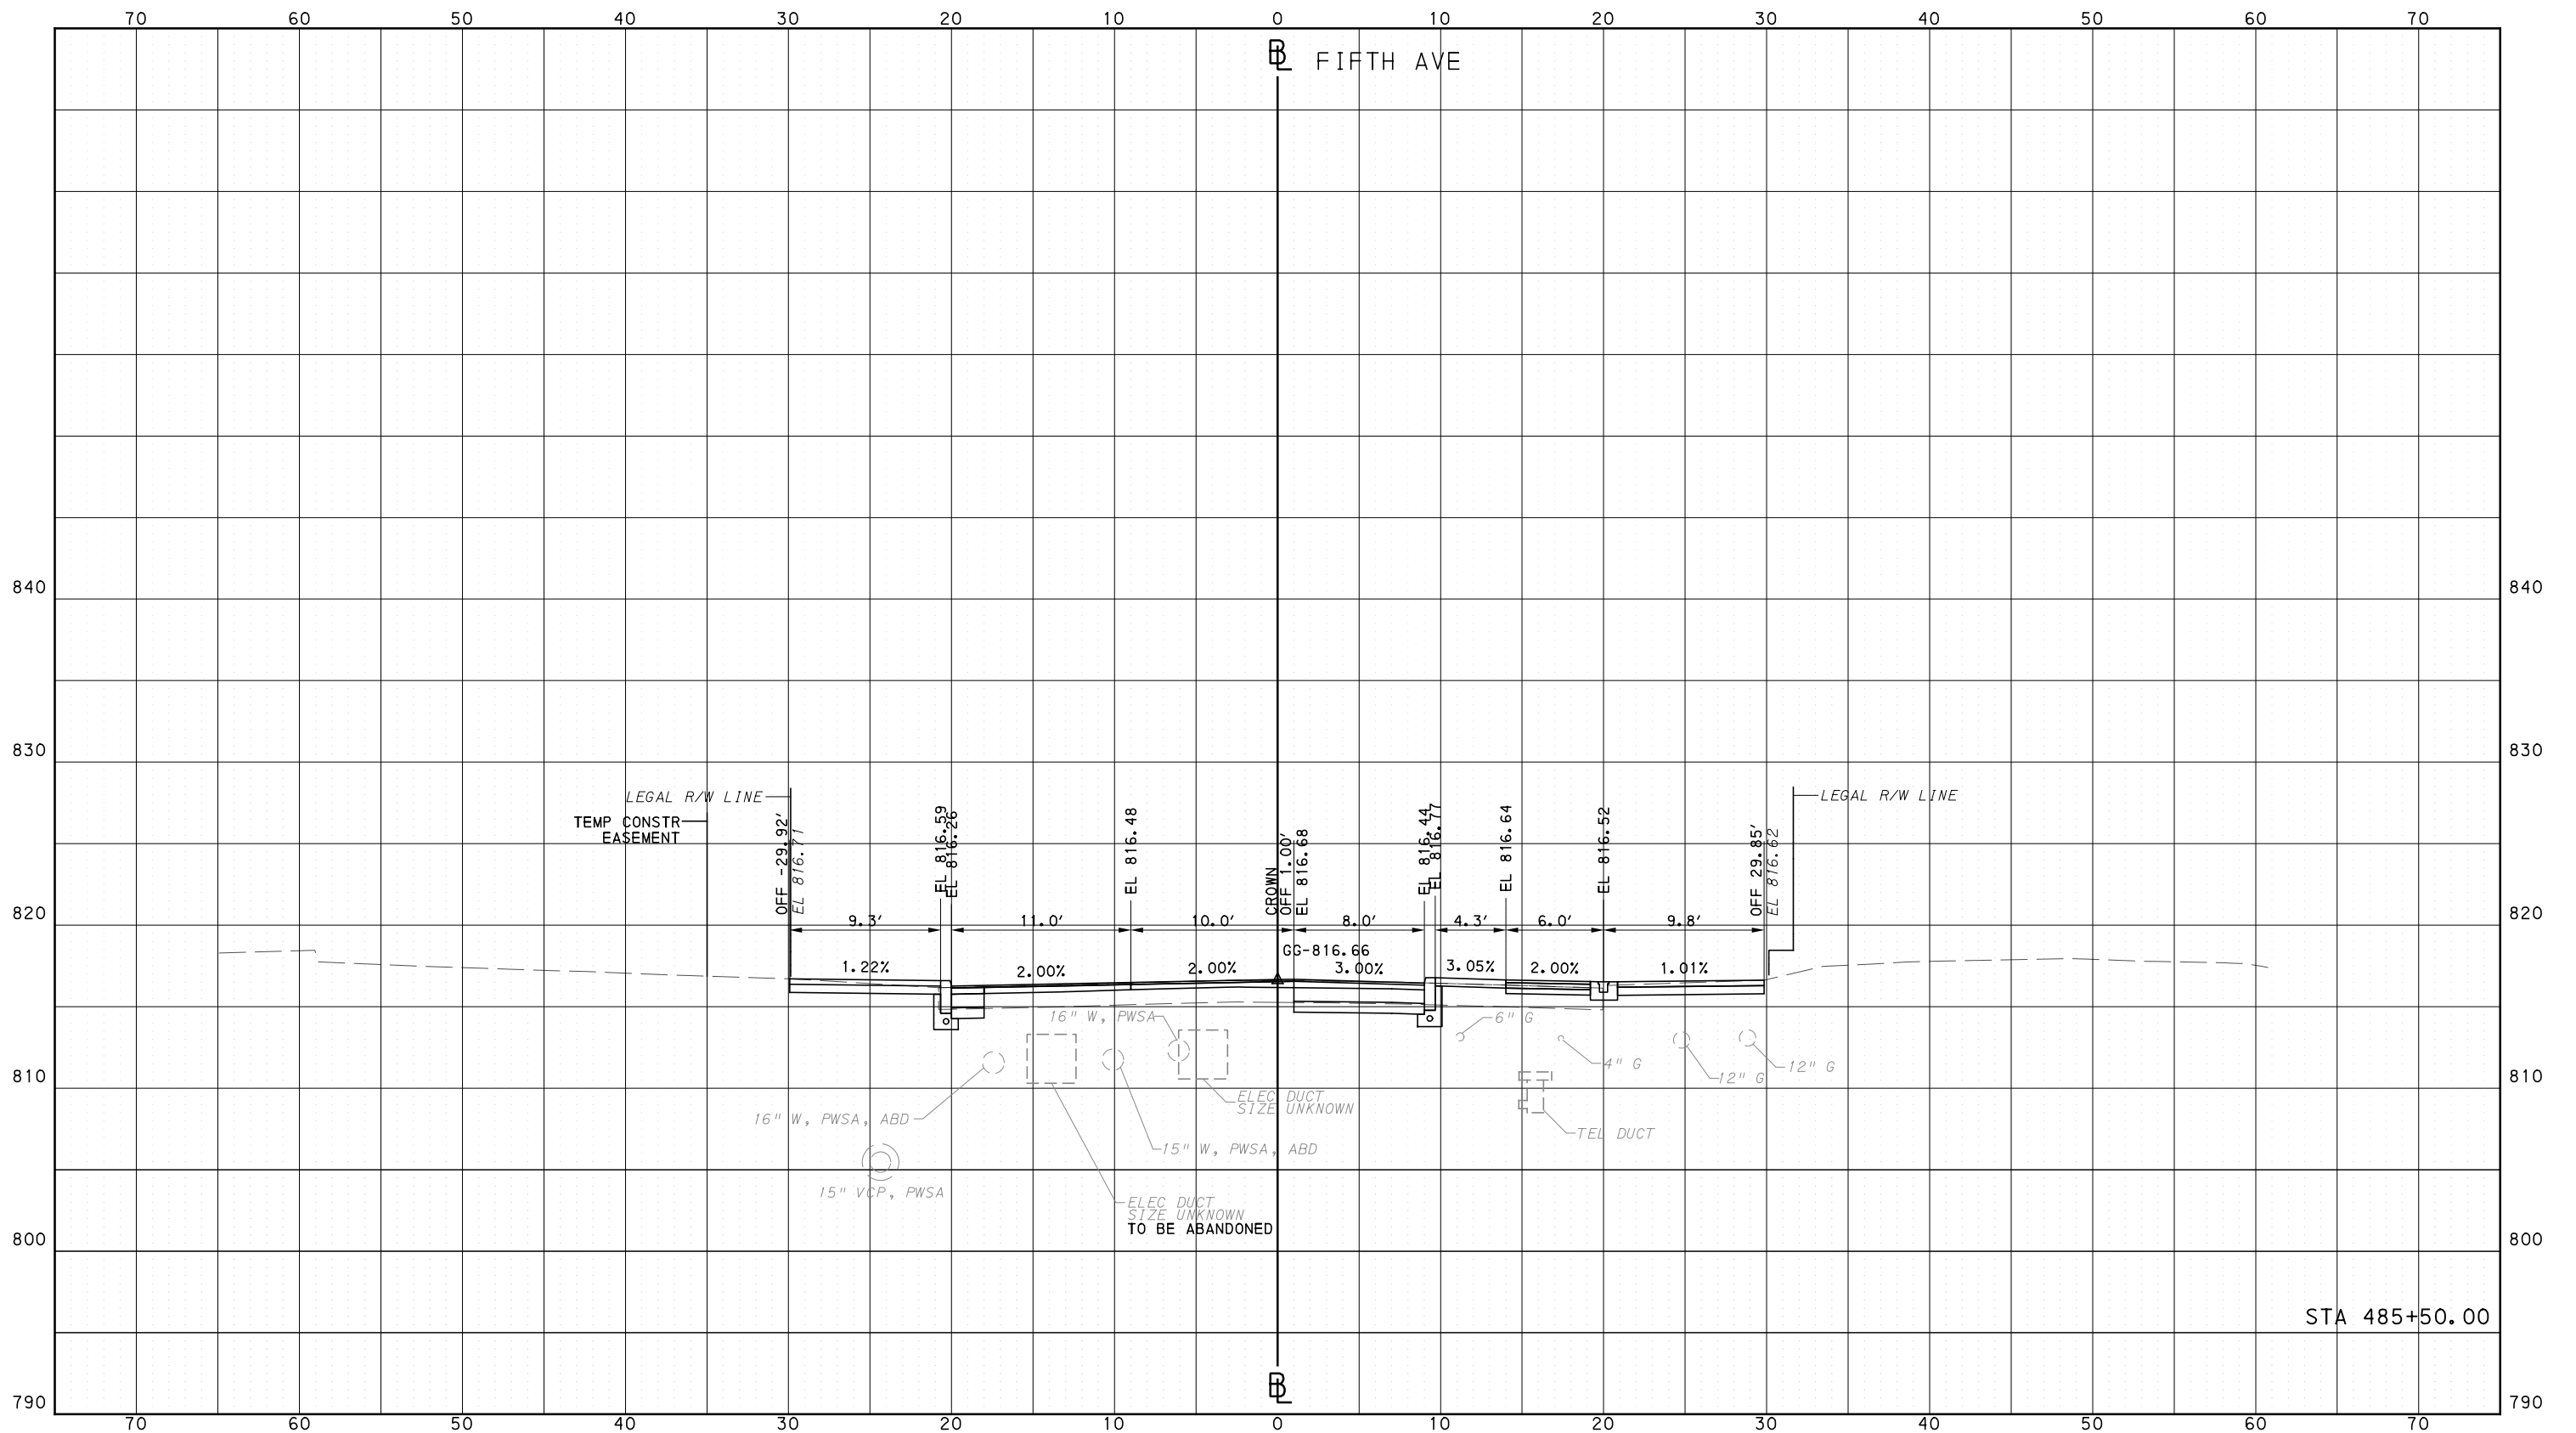 70 60 50 40 30 20 10 0 10 20 30 40 50 60 70
BL FIFTH AVE
840 840
830 830
LEGAL R/W LINE
LEGAL R/W LINE
TEMP CONSTR
EASEMENT
OFF -29.92'
EL 816.71
EL 816.59
EL 816.26
EL 816.48
CROWN
OFF 1.00'
EL 816.68
EL 816.44
EL 816.77
EL 816.64
EL 816.52
OFF 29.85'
EL 816.62
820 820
9.3' 11.0' 10.0' 8.0' 4.3' 6.0' 9.8'
GG-816.66
1.22% 2.00% 2.00% 3.00% 3.05% 2.00% 1.01%
16" W, PWSA
6" G
4" G
12" G
12" G
810 810
ELEC DUCT
SIZE UNKNOWN
16" W, PWSA, ABD
TEL DUCT
15" W, PWSA, ABD
15" VCP, PWSA
ELEC DUCT
SIZE UNKNOWN
TO BE ABANDONED
800 800
STA 485+50.00
BL
790 790
70 60 50 40 30 20 10 0 10 20 30 40 50 60 70